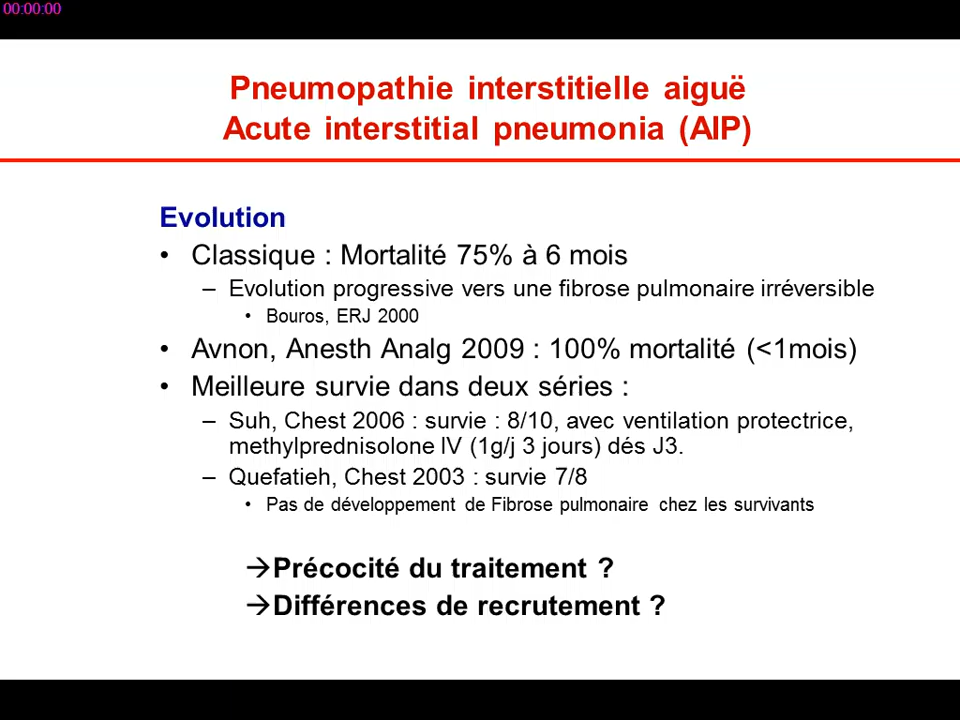 00:00:00
Pneumopathie interstitielle aiguë
Acute interstitial pneumonia (AIP)
Evolution
• Classique : Mortalité 75% à 6 mois
– Evolution progressive vers une fibrose pulmonaire irréversible
• Bouros, ERJ 2000
• Avnon, Anesth Analg 2009 : 100% mortalité (<1mois)
• Meilleure survie dans deux séries :
– Suh, Chest 2006 : survie : 8/10, avec ventilation protectrice,
methylprednisolone IV (1g/j 3 jours) dés J3.
– Quefatieh, Chest 2003 : survie 7/8
• Pas de développement de Fibrose pulmonaire chez les survivants
→Précocité du traitement ?
→Différences de recrutement ?